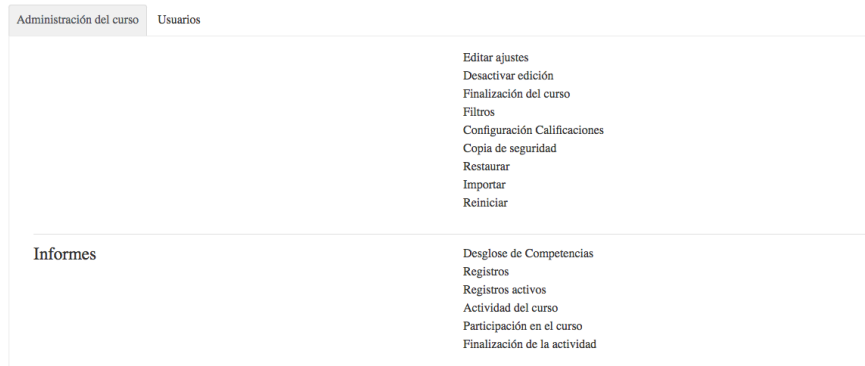 Administración del curso
Usuarios
Editar ajustes
Desactivar edición
Finalización del curso
Filtros
Configuración Calificaciones
Copia de seguridad
Restaurar
Importar
Reiniciar
Informes
Desglose de Competencias
Registros
Registros activos
Actividad del curso
Participación en el curso
Finalización de la actividad